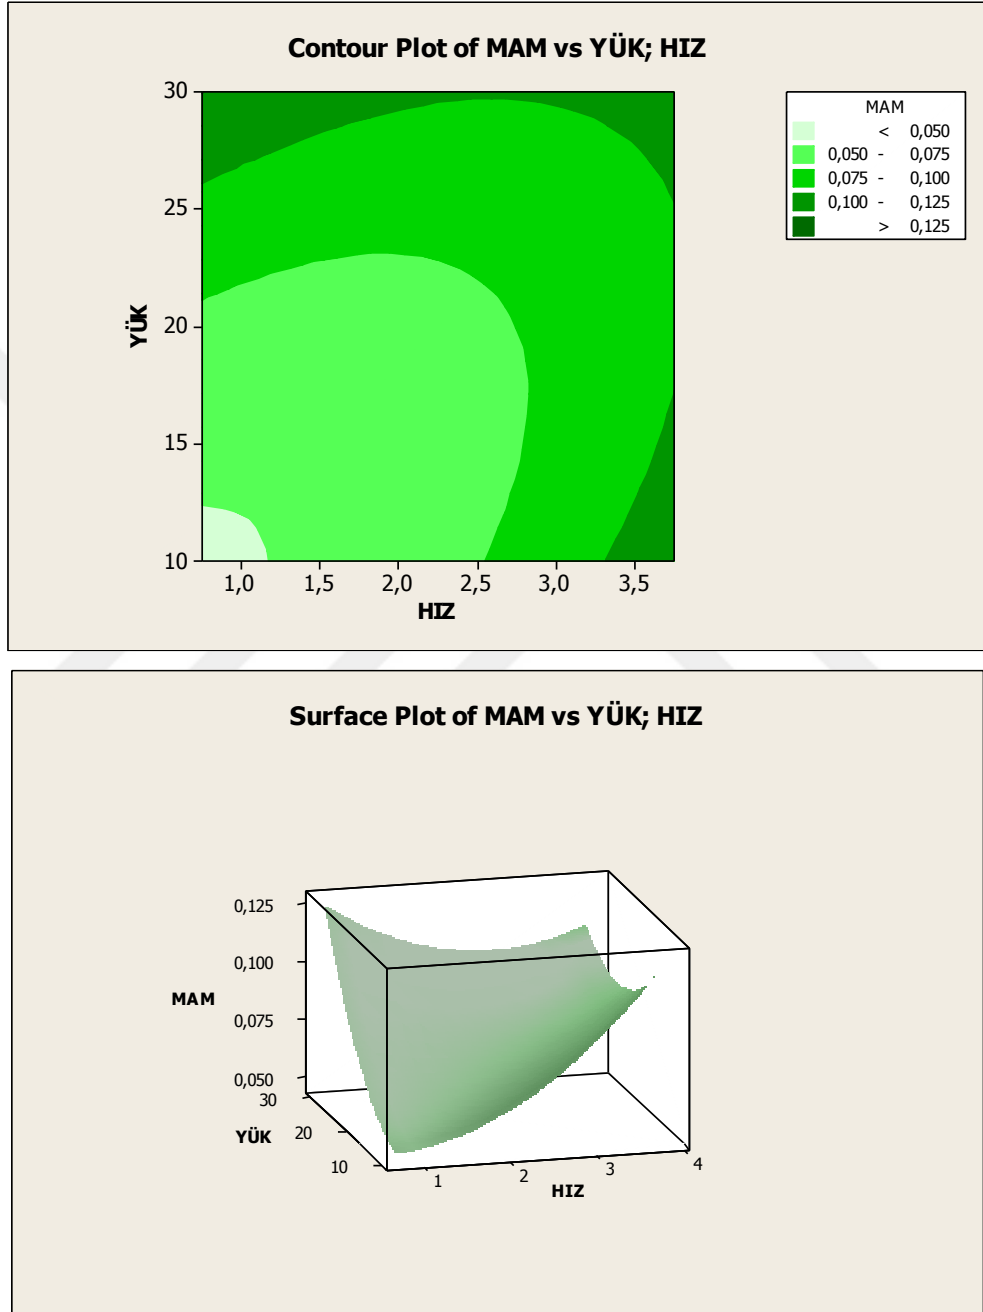 Contour Plot of MAM vs YÜK; HIZ
MAM
< 0,050
0,050 - 0,075
0,075 - 0,100
0,100 - 0,125
> 0,125
30
25
20
15
10
YÜK
1,0 1,5 2,0 2,5 3,0 3,5
HIZ
Surface Plot of MAM vs YÜK; HIZ
0,125
0,100
MAM
0,075
0,050
30
YÜK 20
10
1 2 3 4
HIZ